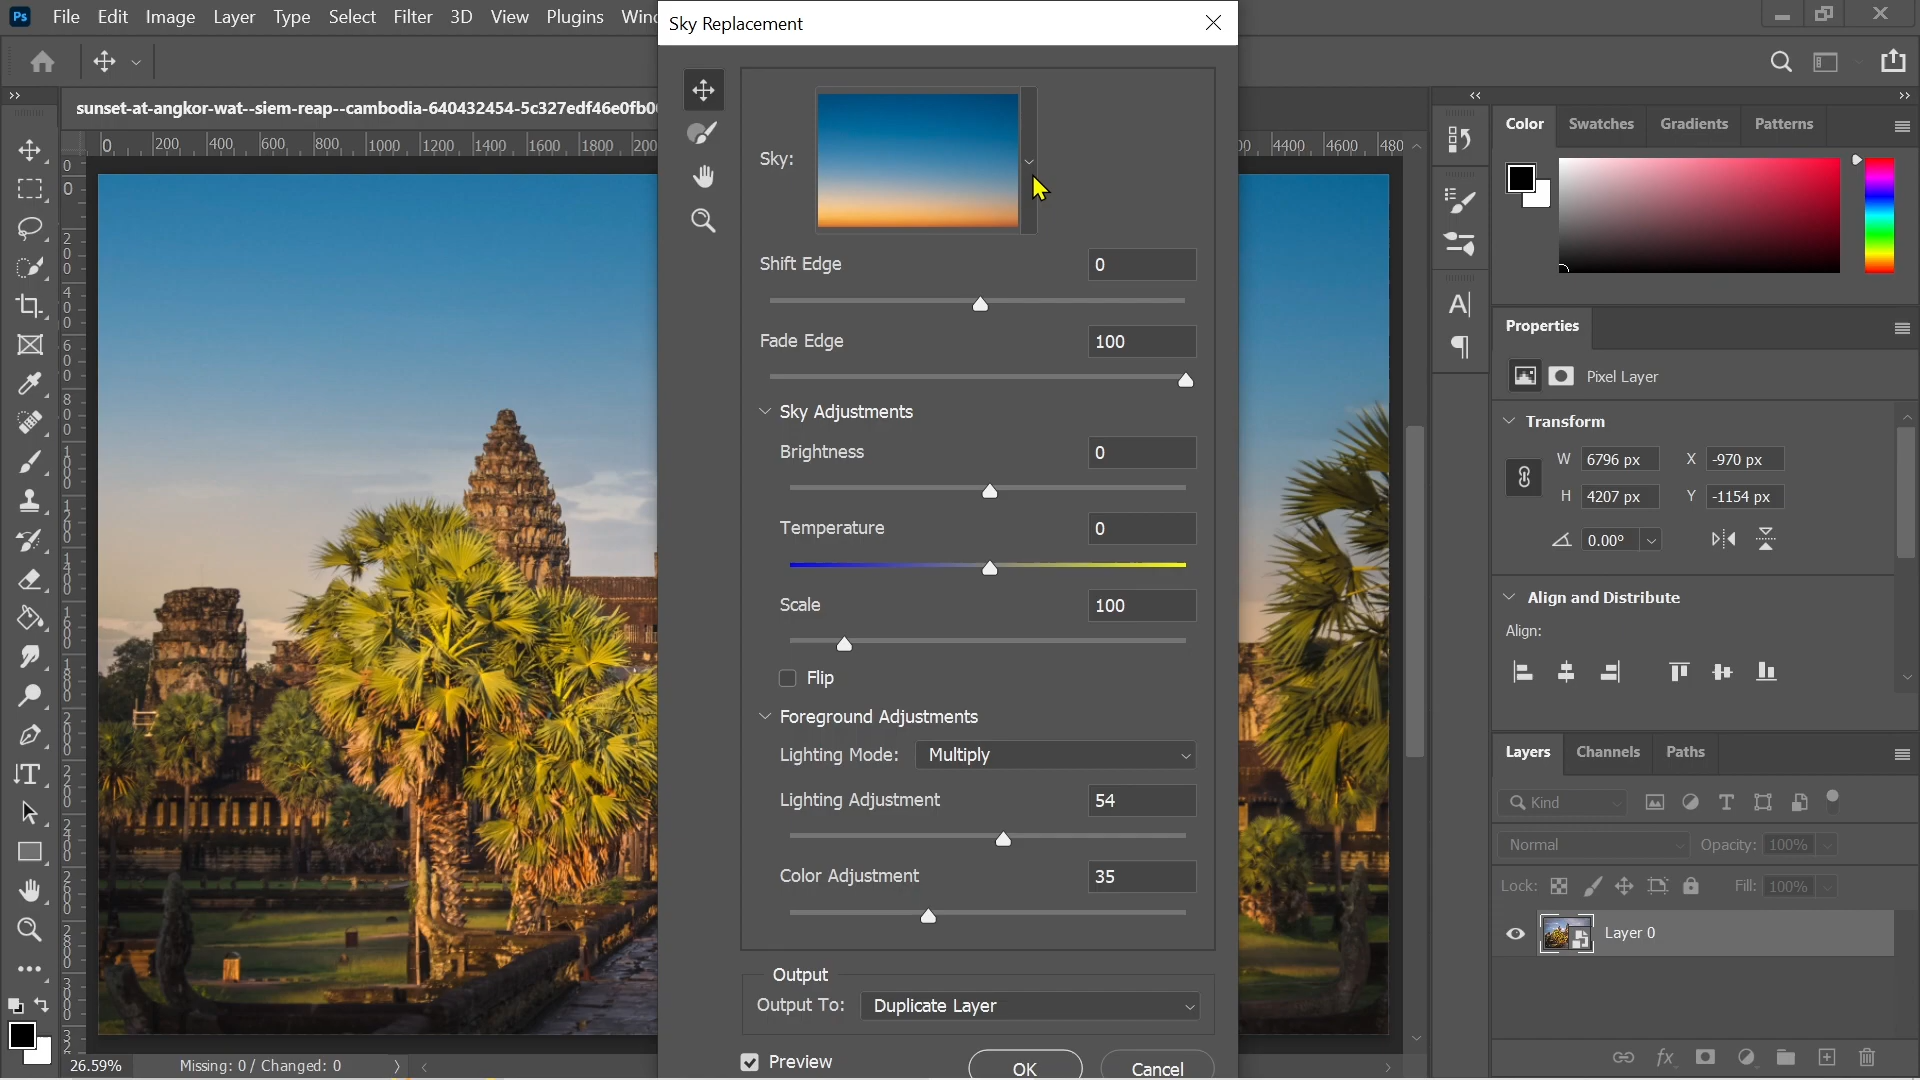 Ps File Edit Image Layer Type Select Filter 3D View Plugins
Sky Replacement
sunset-at-angkor-wat--siem-reap--cambodia-640432454-5c327edf46e0fb0
0 200 400 600 800 1000 1200 1400 1600 1800 4400 4600
Sky:
Shift Edge 0
Fade Edge 100
Sky Adjustments
Brightness 0
Temperature 0
Scale 100
Flip
Foreground Adjustments
Lighting Mode: Multiply
Lighting Adjustment 54
Color Adjustment 35
Output
Output To: Duplicate Layer
Preview
OK Cancel
26.59% Missing: 0 / Changed: 0
Color Swatches Gradients Patterns
Properties
Pixel Layer
Transform
W 6796 px X -970 px
H 4207 px Y -1154 px
0.00°
Align and Distribute
Align:
Layers Channels Paths
Kind
Normal Opacity: 100%
Lock: Fill: 100%
Layer 0